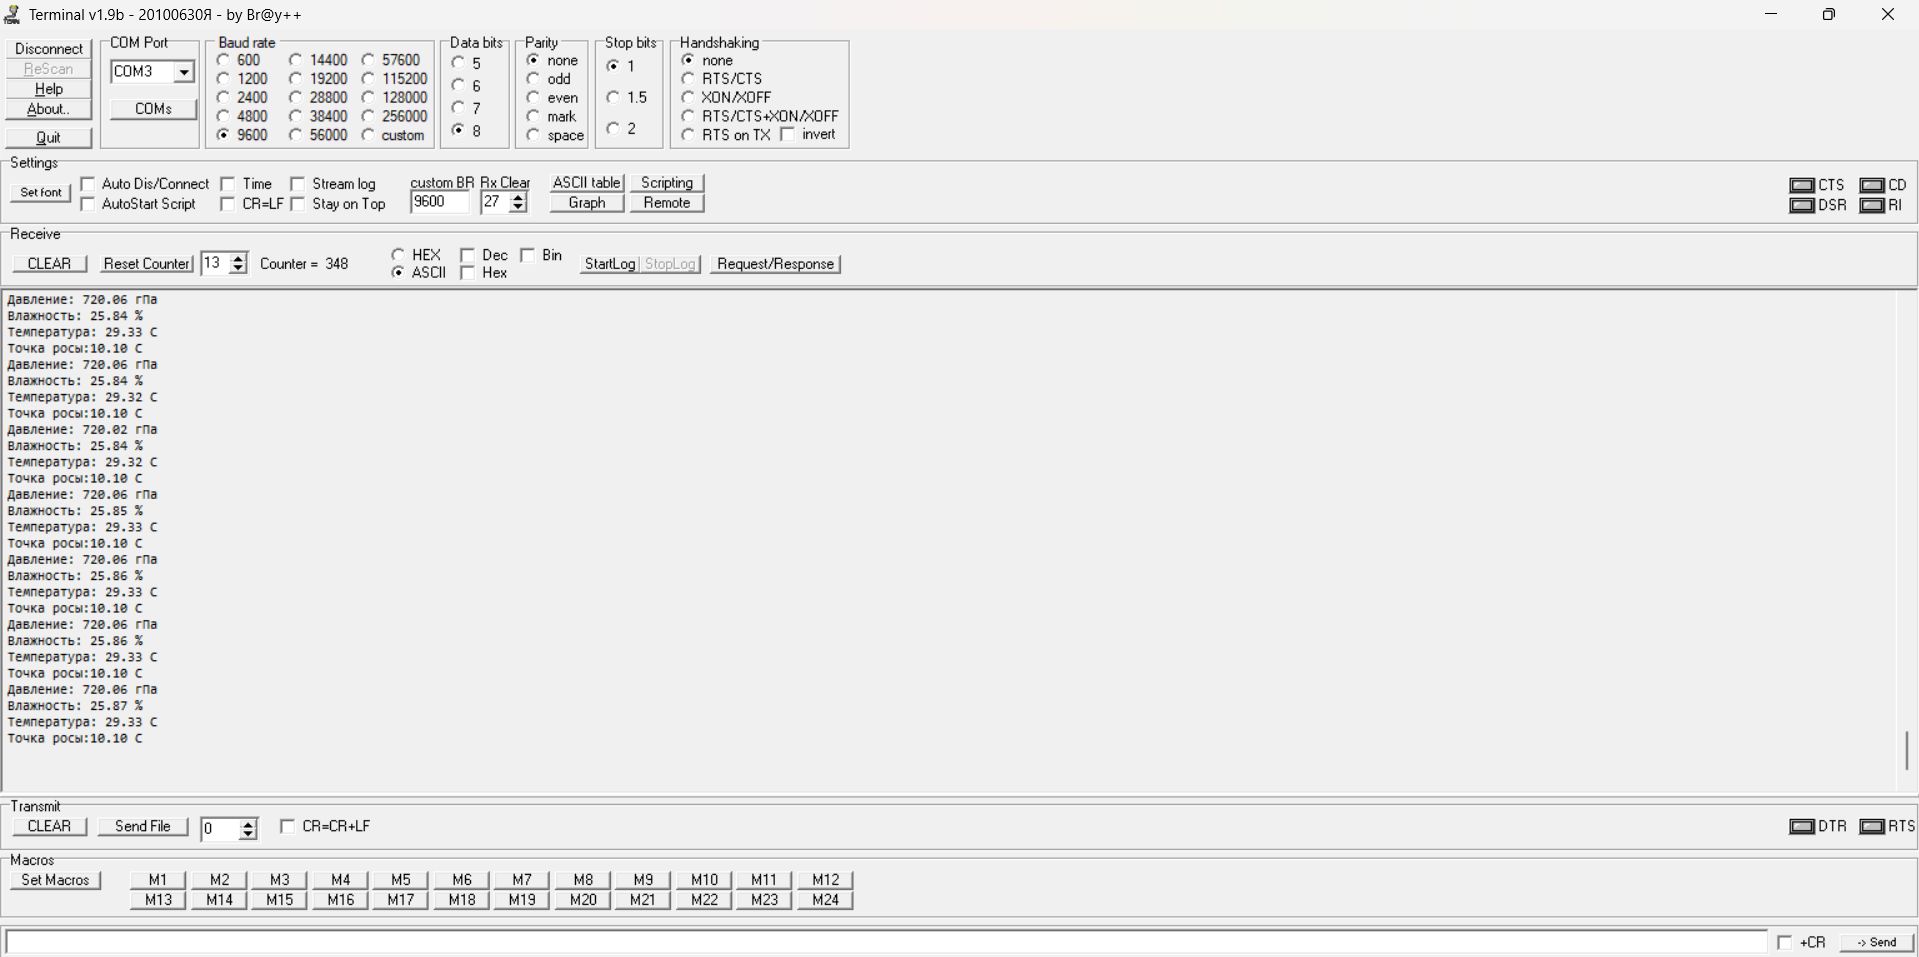 Terminal v1.9b - 20100630Я - by Br@y++
Disconnect
ReScan
Help
About..
Quit
COM Port
COM3
COMs
Baud rate
600 14400 57600
1200 19200 115200
2400 28800 128000
4800 38400 256000
9600 56000 custom
Data bits
5
6
7
8
Parity
none
odd
even
mark
space
Stop bits
1
1.5
2
Handshaking
none
RTS/CTS
XON/XOFF
RTS/CTS+XON/XOFF
RTS on TX invert
Settings
Set font
Auto Dis/Connect Time Stream log
AutoStart Script CR=LF Stay on Top
custom BR Rx Clear
9600 27
ASCII table Scripting
Graph Remote
CTS CD
DSR RI
Receive
CLEAR Reset Counter 13 Counter = 348
HEX Dec Bin
ASCII Hex
StartLog StopLog Request/Response
Давление: 720.06 гПа
Влажность: 25.84 %
Температура: 29.33 C
Точка росы:10.10 C
Давление: 720.06 гПа
Влажность: 25.84 %
Температура: 29.32 C
Точка росы:10.10 C
Давление: 720.02 гПа
Влажность: 25.84 %
Температура: 29.32 C
Точка росы:10.10 C
Давление: 720.06 гПа
Влажность: 25.85 %
Температура: 29.33 C
Точка росы:10.10 C
Давление: 720.06 гПа
Влажность: 25.86 %
Температура: 29.33 C
Точка росы:10.10 C
Давление: 720.06 гПа
Влажность: 25.86 %
Температура: 29.33 C
Точка росы:10.10 C
Давление: 720.06 гПа
Влажность: 25.87 %
Температура: 29.33 C
Точка росы:10.10 C
Transmit
CLEAR Send File 0 CR=CR+LF
DTR RTS
Macros
Set Macros
M1 M2 M3 M4 M5 M6 M7 M8 M9 M10 M11 M12
M13 M14 M15 M16 M17 M18 M19 M20 M21 M22 M23 M24
+CR -> Send